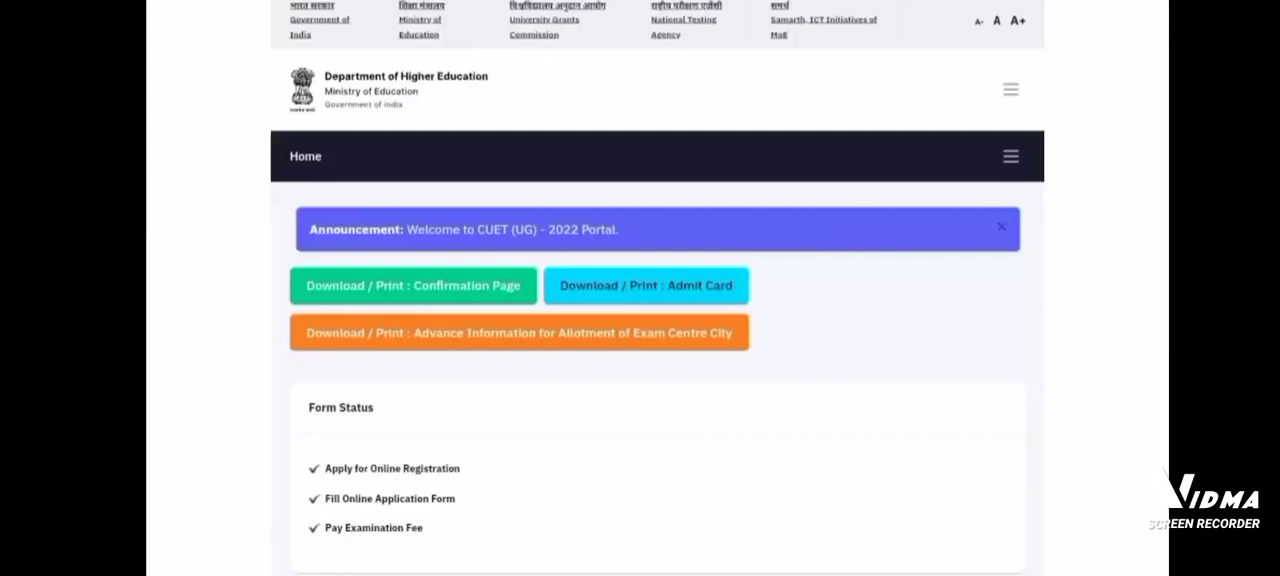 भारत सरकार
Government of
India
शिक्षा मंत्रालय
Ministry of
Education
विश्वविद्यालय अनुदान आयोग
University Grants
Commission
राष्ट्रीय परीक्षण एजेंसी
National Testing
Agency
समर्थ
Samarth, ICT Initiatives of
MoE
A- A A+
Department of Higher Education
Ministry of Education
Government of India
Home
Announcement: Welcome to CUET (UG) - 2022 Portal.
Download / Print : Confirmation Page
Download / Print : Admit Card
Download / Print : Advance Information for Allotment of Exam Centre City
Form Status
Apply for Online Registration
Fill Online Application Form
Pay Examination Fee
VIDMA
SCREEN RECORDER